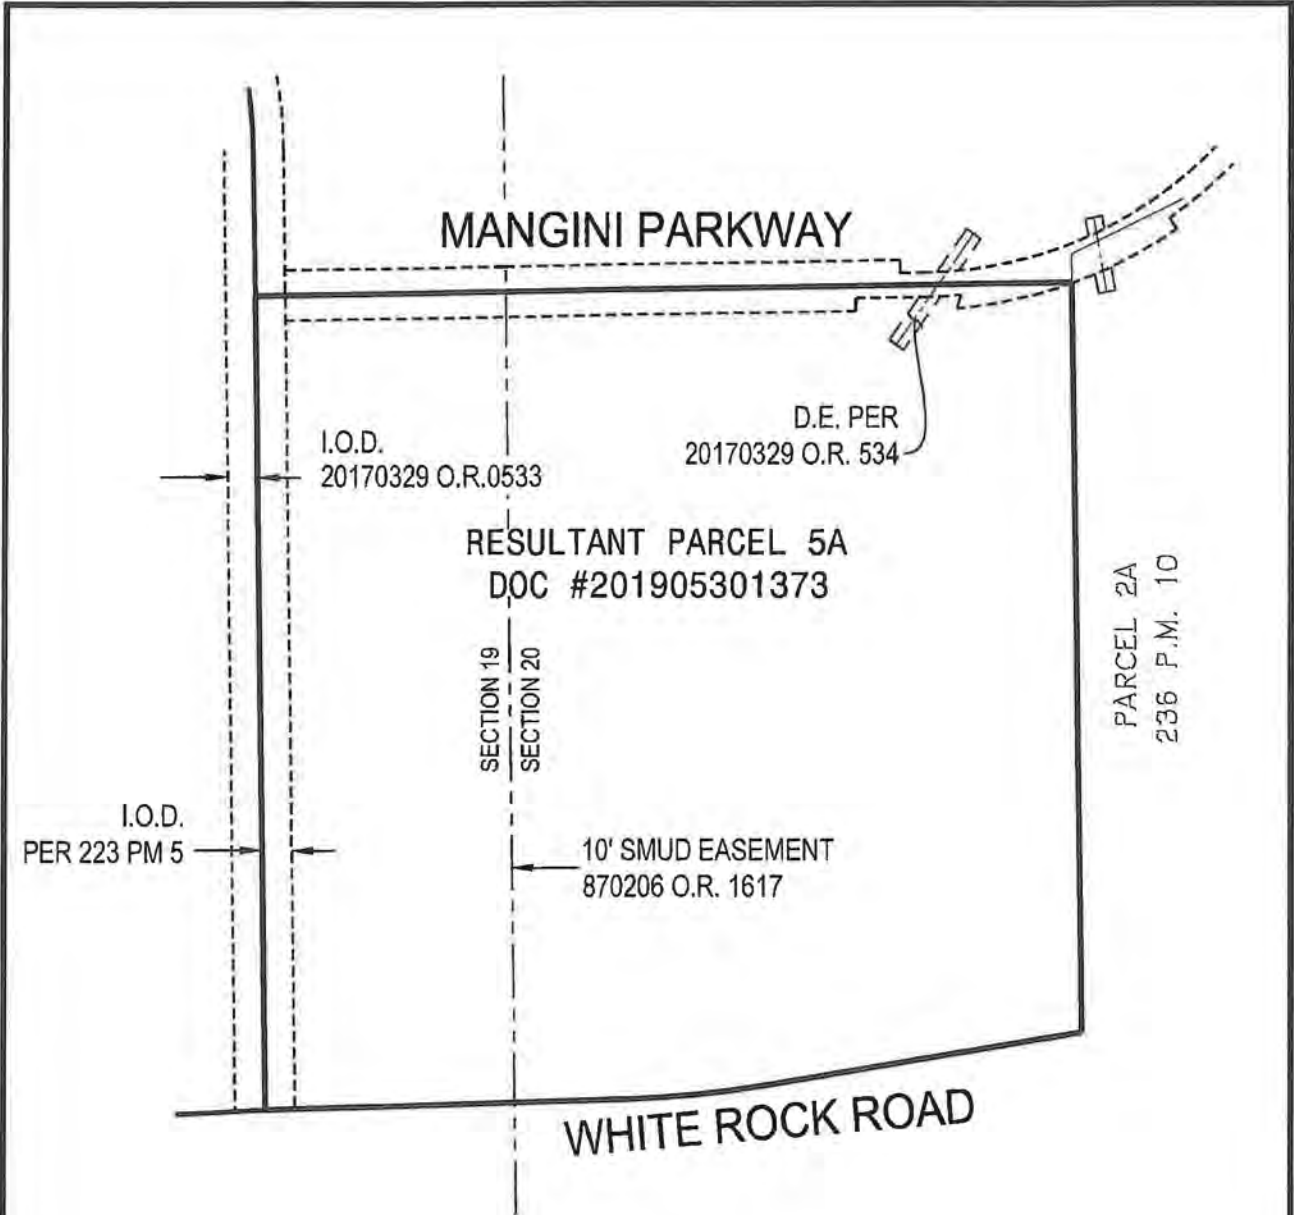 MANGINI PARKWAY
D.E. PER
20170329 O.R. 534
I.O.D.
20170329 O.R.0533
RESULTANT PARCEL 5A
DOC #201905301373
PARCEL 2A
236 P.M. 10
SECTION 19
SECTION 20
I.O.D.
PER 223 PM 5
10' SMUD EASEMENT
870206 O.R. 1617
WHITE ROCK ROAD